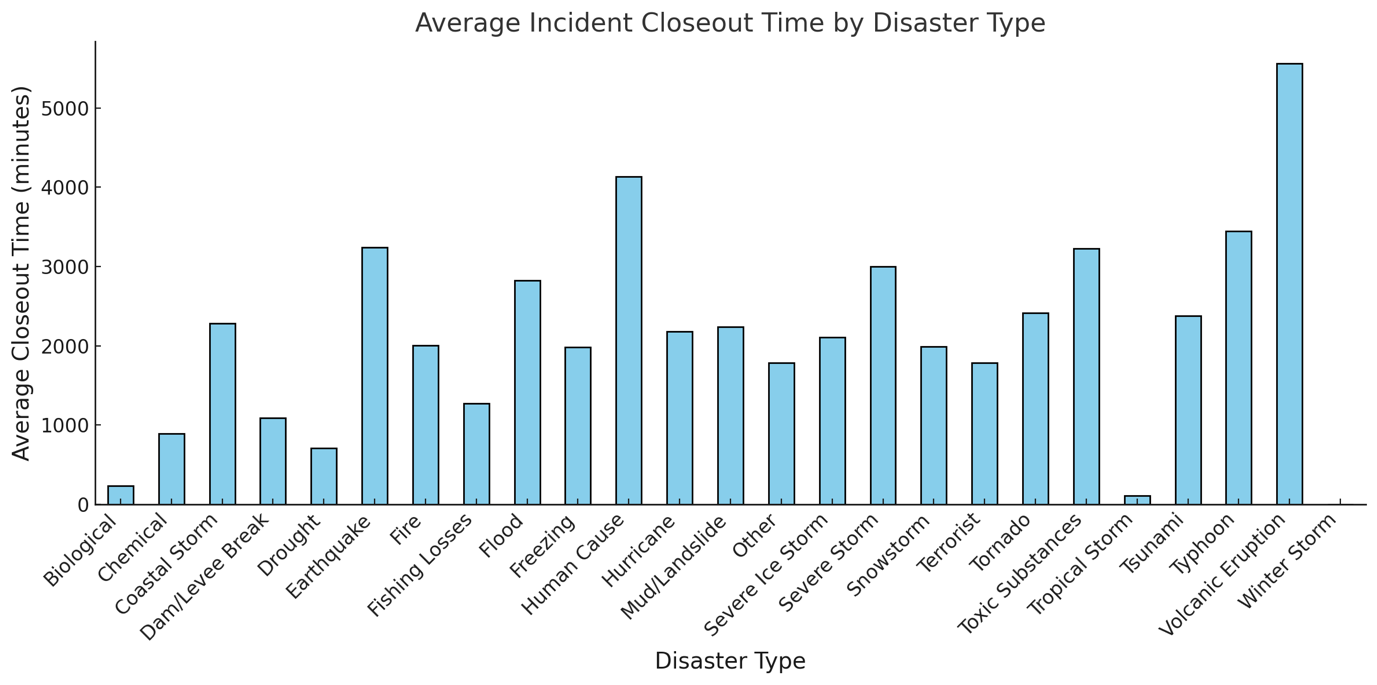 Average Incident Closeout Time by Disaster Type
Average Closeout Time (minutes)
5000
4000
3000
2000
1000
0
Biological
Chemical
Coastal Storm
Dam/Levee Break
Drought
Earthquake
Fire
Fishing Losses
Flood
Freezing
Human Cause
Hurricane
Mud/Landslide
Other
Severe Ice Storm
Severe Storm
Snowstorm
Terrorist
Tornado
Toxic Substances
Tropical Storm
Tsunami
Typhoon
Volcanic Eruption
Winter Storm
Disaster Type